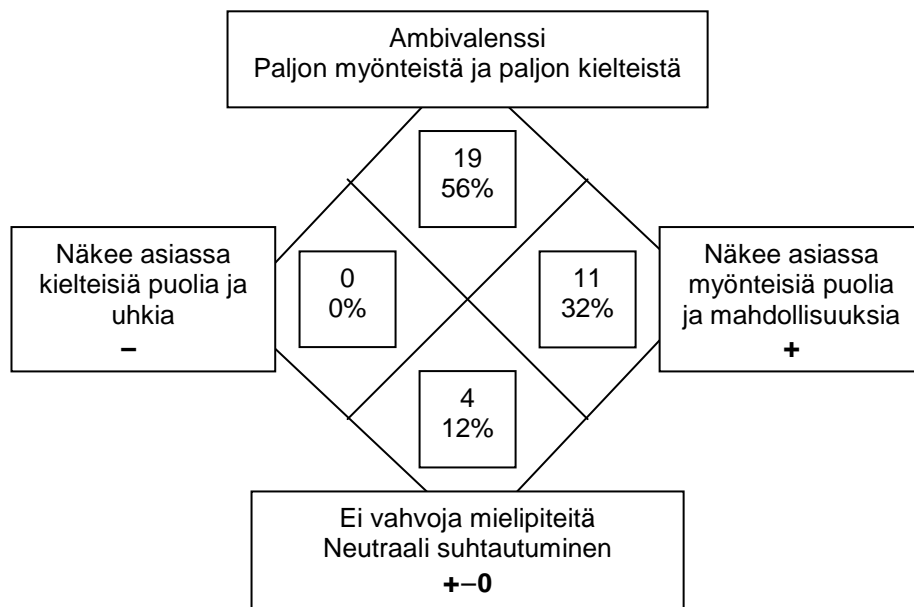 Ambivalenssi
Paljon myönteistä ja paljon kielteistä
19
56%
Näkee asiassa
kielteisiä puolia ja
uhkia
–
0
0%
11
32%
Näkee asiassa
myönteisiä puolia
ja mahdollisuuksia
+
4
12%
Ei vahvoja mielipiteitä
Neutraali suhtautuminen
+–0